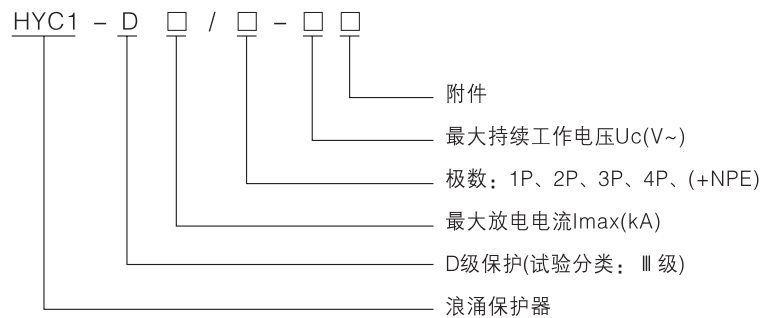 HYC1 - D □ / □ - □ □
附件
最大持续工作电压Uc(V~)
极数：1P、2P、3P、4P、(+NPE)
最大放电电流Imax(kA)
D级保护(试验分类：Ⅲ级)
浪涌保护器